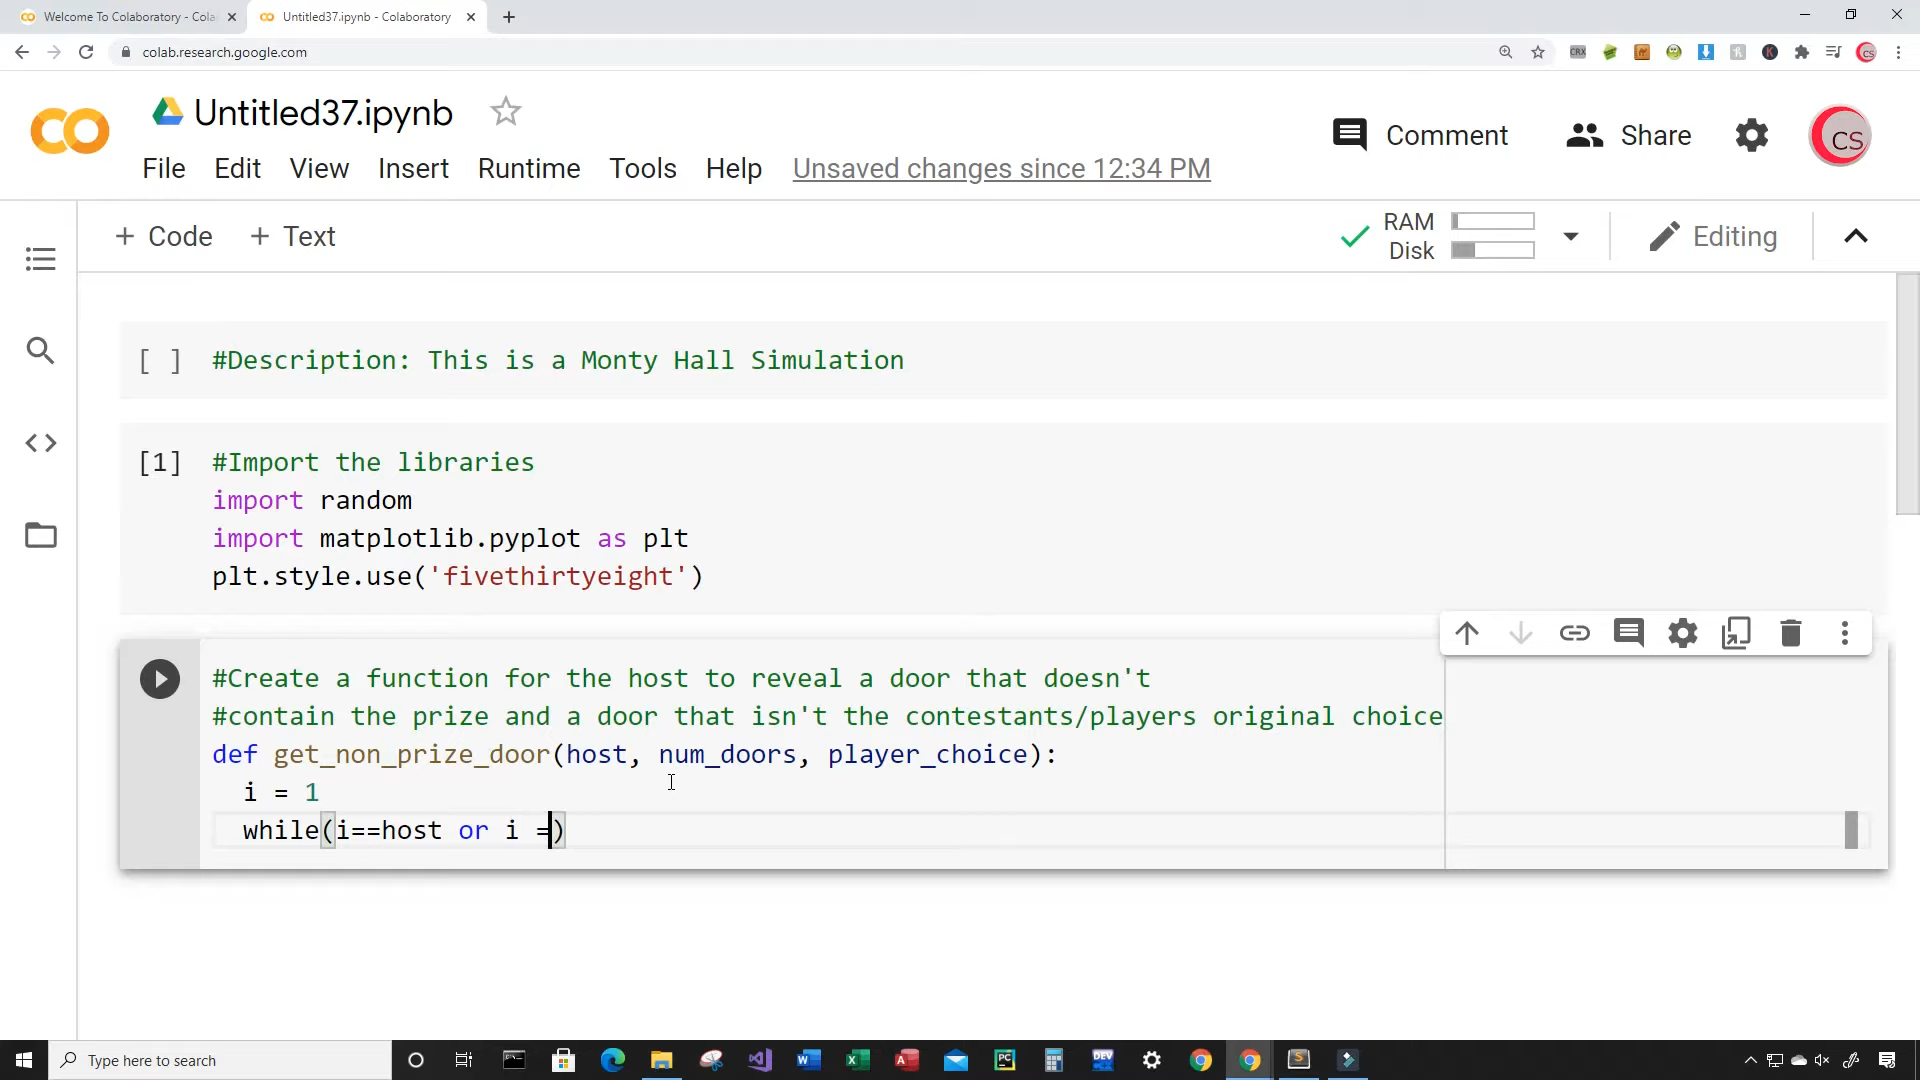 Welcome To Colaboratory - Cola
Untitled37.ipynb - Colaboratory
colab.research.google.com
Untitled37.ipynb
Comment
Share
CS
File Edit View Insert Runtime Tools Help Unsaved changes since 12:34 PM
+ Code + Text
RAM
Disk
Editing
[ ] #Description: This is a Monty Hall Simulation
[1] #Import the libraries
import random
import matplotlib.pyplot as plt
plt.style.use('fivethirtyeight')
#Create a function for the host to reveal a door that doesn't
#contain the prize and a door that isn't the contestants/players original choice
def get_non_prize_door(host, num_doors, player_choice):
i = 1
while(i==host or i =)
Type here to search